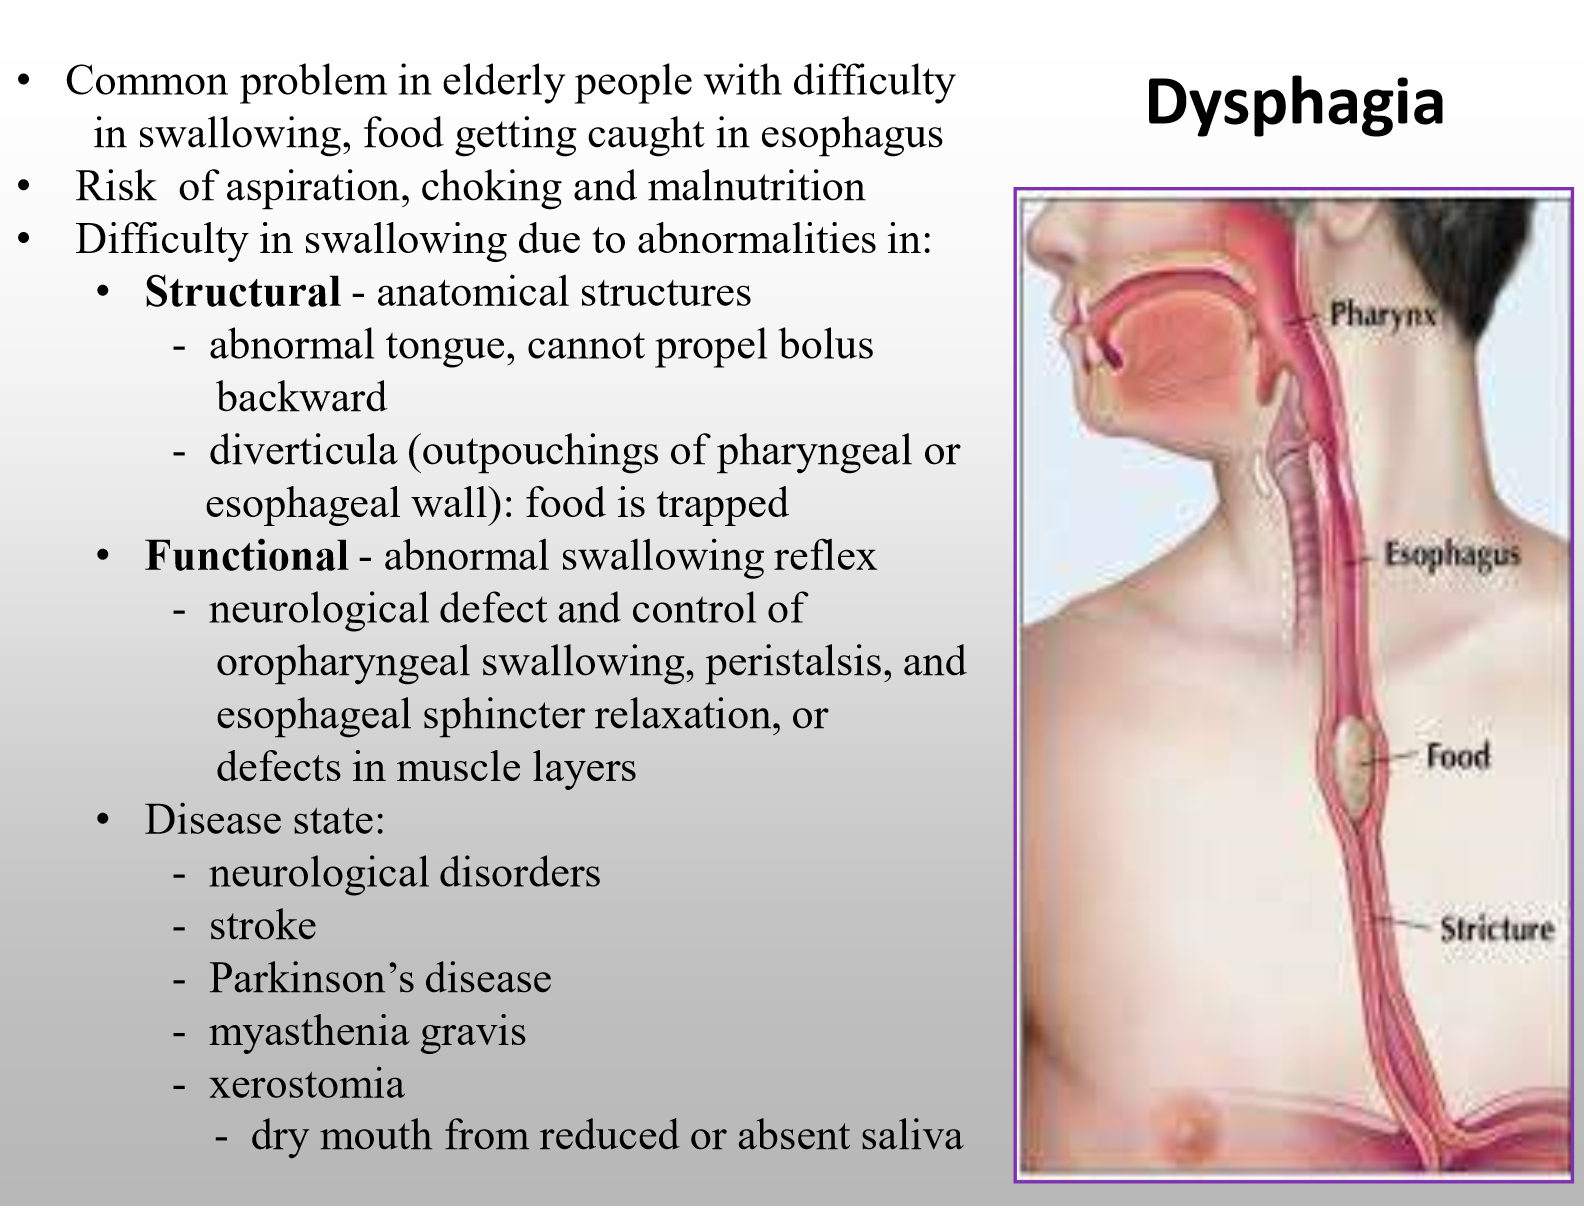 Dysphagia
• Common problem in elderly people with difficulty
in swallowing, food getting caught in esophagus
• Risk of aspiration, choking and malnutrition
• Difficulty in swallowing due to abnormalities in:
• Structural - anatomical structures
- abnormal tongue, cannot propel bolus
backward
- diverticula (outpouchings of pharyngeal or
esophageal wall): food is trapped
• Functional - abnormal swallowing reflex
- neurological defect and control of
oropharyngeal swallowing, peristalsis, and
esophageal sphincter relaxation, or
defects in muscle layers
• Disease state:
- neurological disorders
- stroke
- Parkinson’s disease
- myasthenia gravis
- xerostomia
- dry mouth from reduced or absent saliva
Pharynx
Esophagus
Food
Stricture